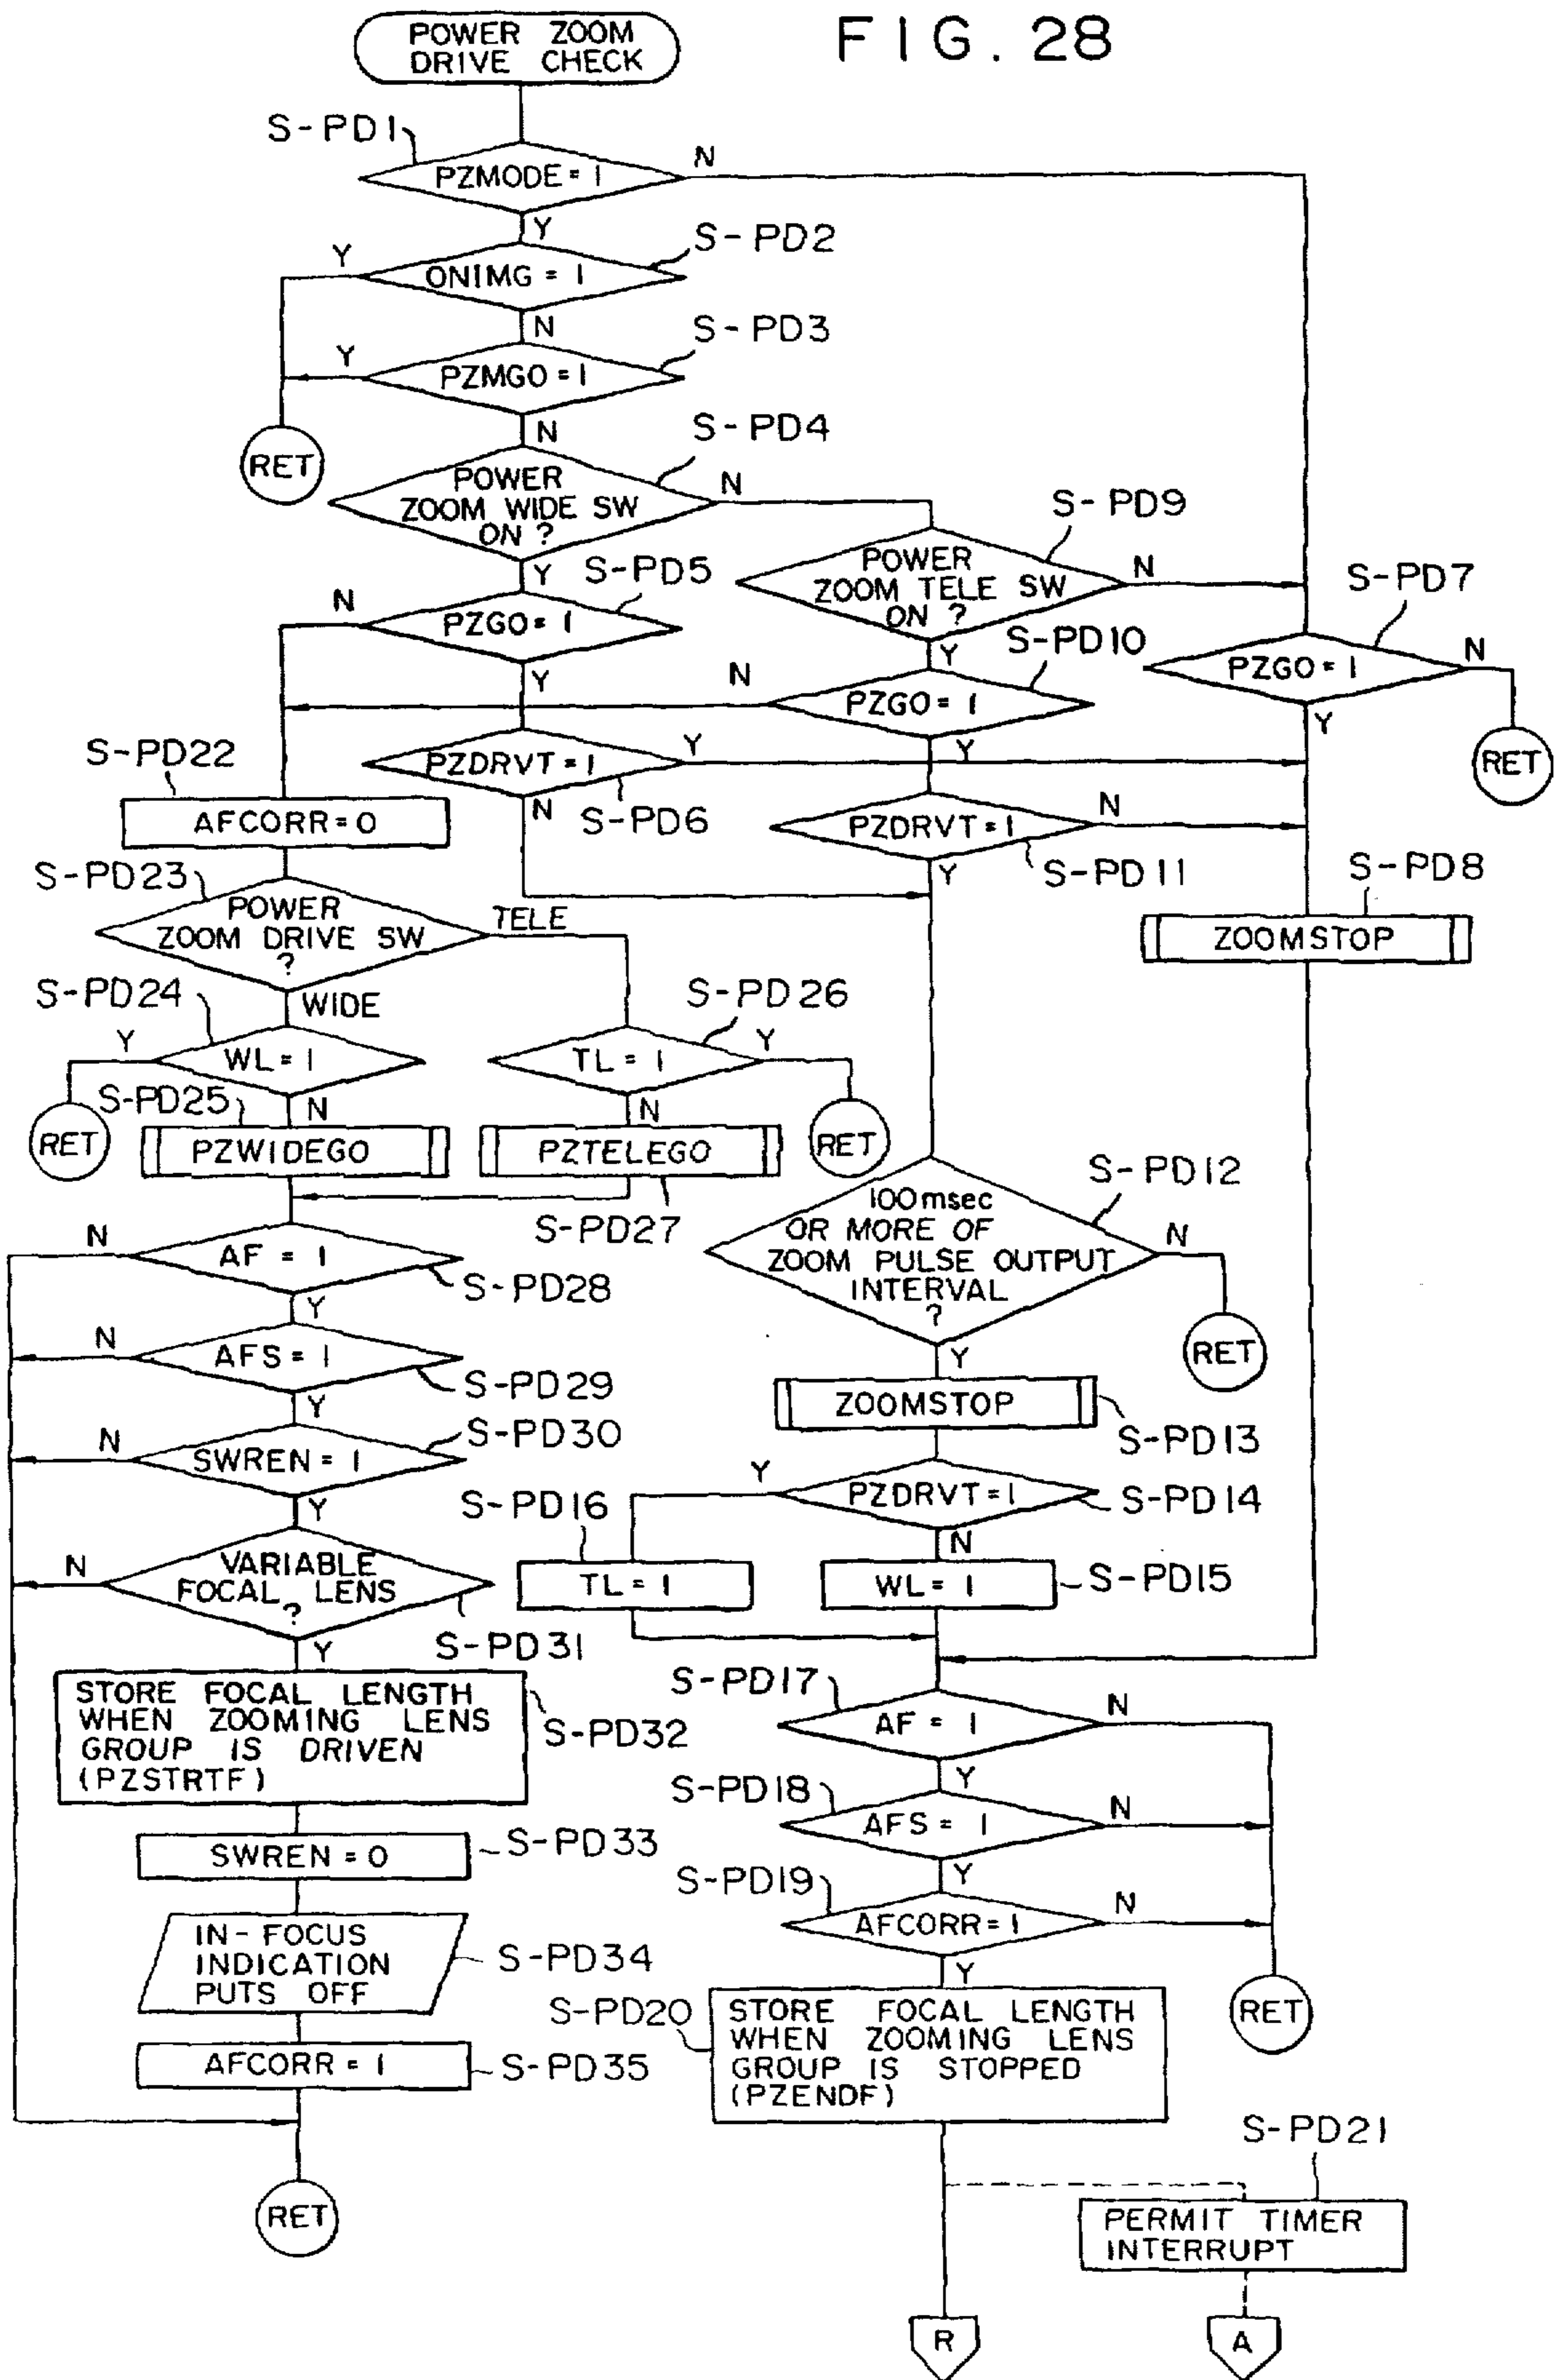 FIG. 28
POWER ZOOM
DRIVE CHECK
S-PD1
PZMODE = 1
N
Y
S-PD2
Y
ONIMG = 1
N
S-PD3
Y
PZMGO = 1
N
RET
S-PD4
POWER
ZOOM WIDE SW
ON ?
N
Y
S-PD9
POWER
ZOOM TELE SW
ON ?
N
Y
S-PD5
N
PZGO = 1
Y
S-PD7
PZGO = 1
N
Y
RET
S-PD10
N
PZGO = 1
Y
PZDRVT = 1
Y
N
S-PD6
PZDRVT = 1
N
Y
S-PD11
S-PD8
ZOOMSTOP
S-PD22
AFCORR = 0
S-PD23
POWER
ZOOM DRIVE SW
?
TELE
WIDE
S-PD24
Y
WL = 1
N
RET
S-PD26
TL = 1
Y
N
RET
S-PD25
PZWIDEGO
PZTELEGO
S-PD27
S-PD12
100msec
OR MORE OF
ZOOM PULSE OUTPUT
INTERVAL
?
N
Y
RET
N
AF = 1
Y
S-PD28
N
AFS = 1
Y
S-PD29
ZOOMSTOP
S-PD13
N
SWREN = 1
Y
S-PD30
Y
PZDRVT = 1
N
S-PD14
S-PD16
TL = 1
WL = 1
S-PD15
N
VARIABLE
FOCAL LENS
?
Y
S-PD31
STORE FOCAL LENGTH
WHEN ZOOMING LENS
GROUP IS DRIVEN
(PZSTRTF)
S-PD32
S-PD17
AF = 1
N
Y
S-PD18
AFS = 1
N
Y
SWREN = 0
S-PD33
S-PD19
AFCORR = 1
N
Y
RET
IN-FOCUS
INDICATION
PUTS OFF
S-PD34
S-PD20
STORE FOCAL LENGTH
WHEN ZOOMING LENS
GROUP IS STOPPED
(PZENDF)
AFCORR = 1
S-PD35
RET
S-PD21
PERMIT TIMER
INTERRUPT
R
A